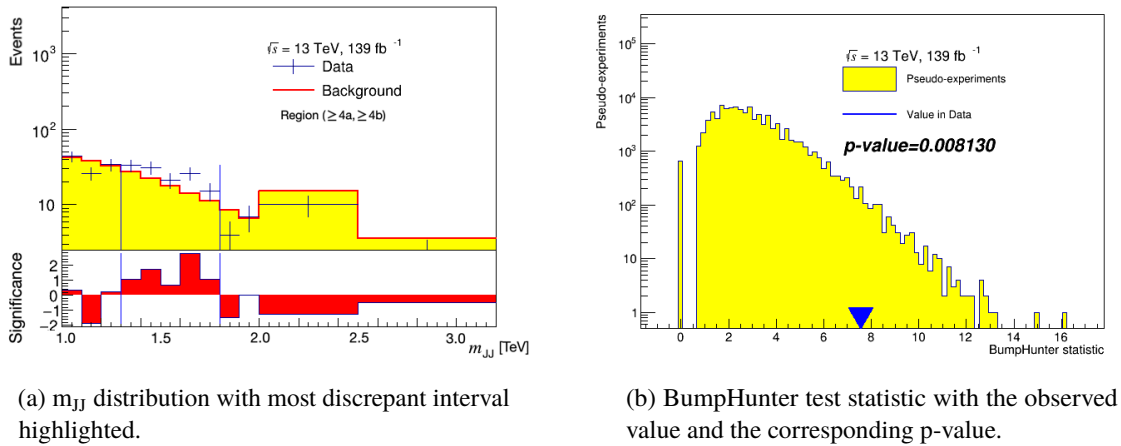 Events
10³
10²
10
√s = 13 TeV, 139 fb⁻¹
Data
Background
Region (≥4a,≥4b)
Significance
2
1
0
−1
−2
1.0 1.5 2.0 2.5 3.0
m_JJ [TeV]
(a) m_JJ distribution with most discrepant interval
highlighted.
Pseudo-experiments
10⁵
10⁴
10³
10²
10
1
√s = 13 TeV, 139 fb⁻¹
Pseudo-experiments
Value in Data
p-value=0.008130
0 2 4 6 8 10 12 14 16
BumpHunter statistic
(b) BumpHunter test statistic with the observed
value and the corresponding p-value.